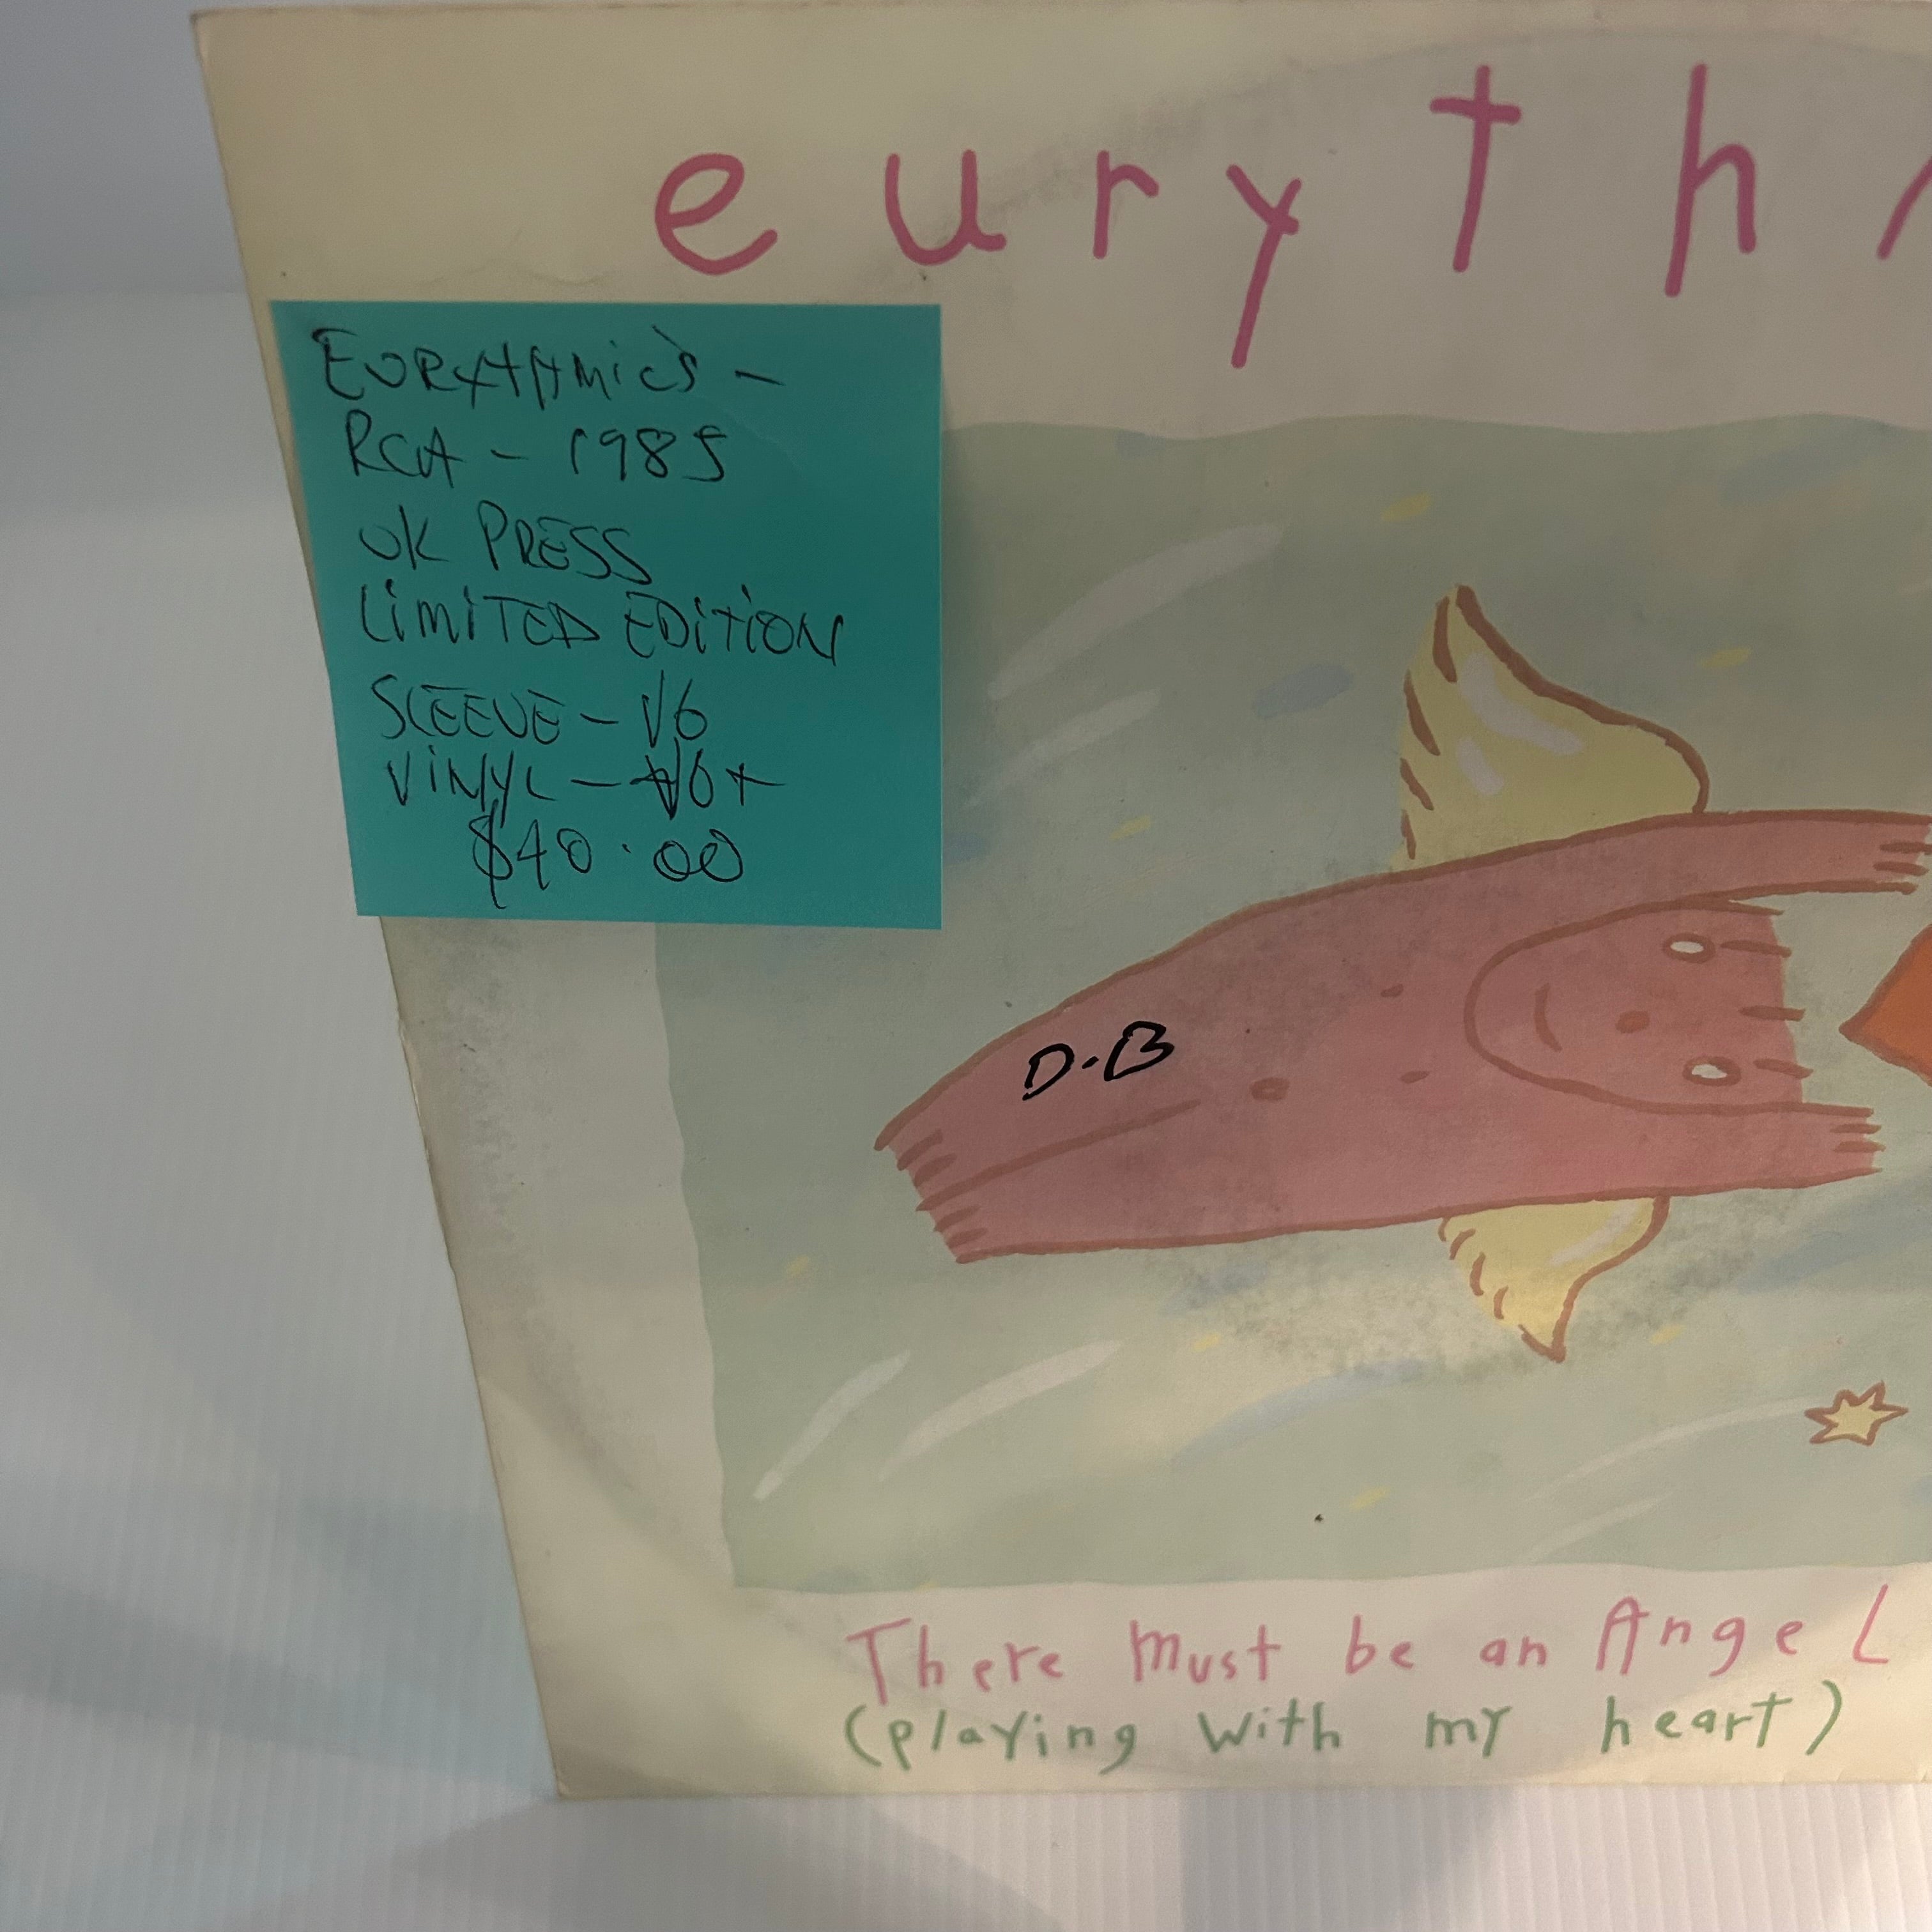 euryth
EURYTHMICS -
RCA - 1985
UK PRESS
LIMITED EDITION
SLEEVE - VG
VINYL - VG+
$40.00
D.B
There must be an AngeL
(playing with my heart)